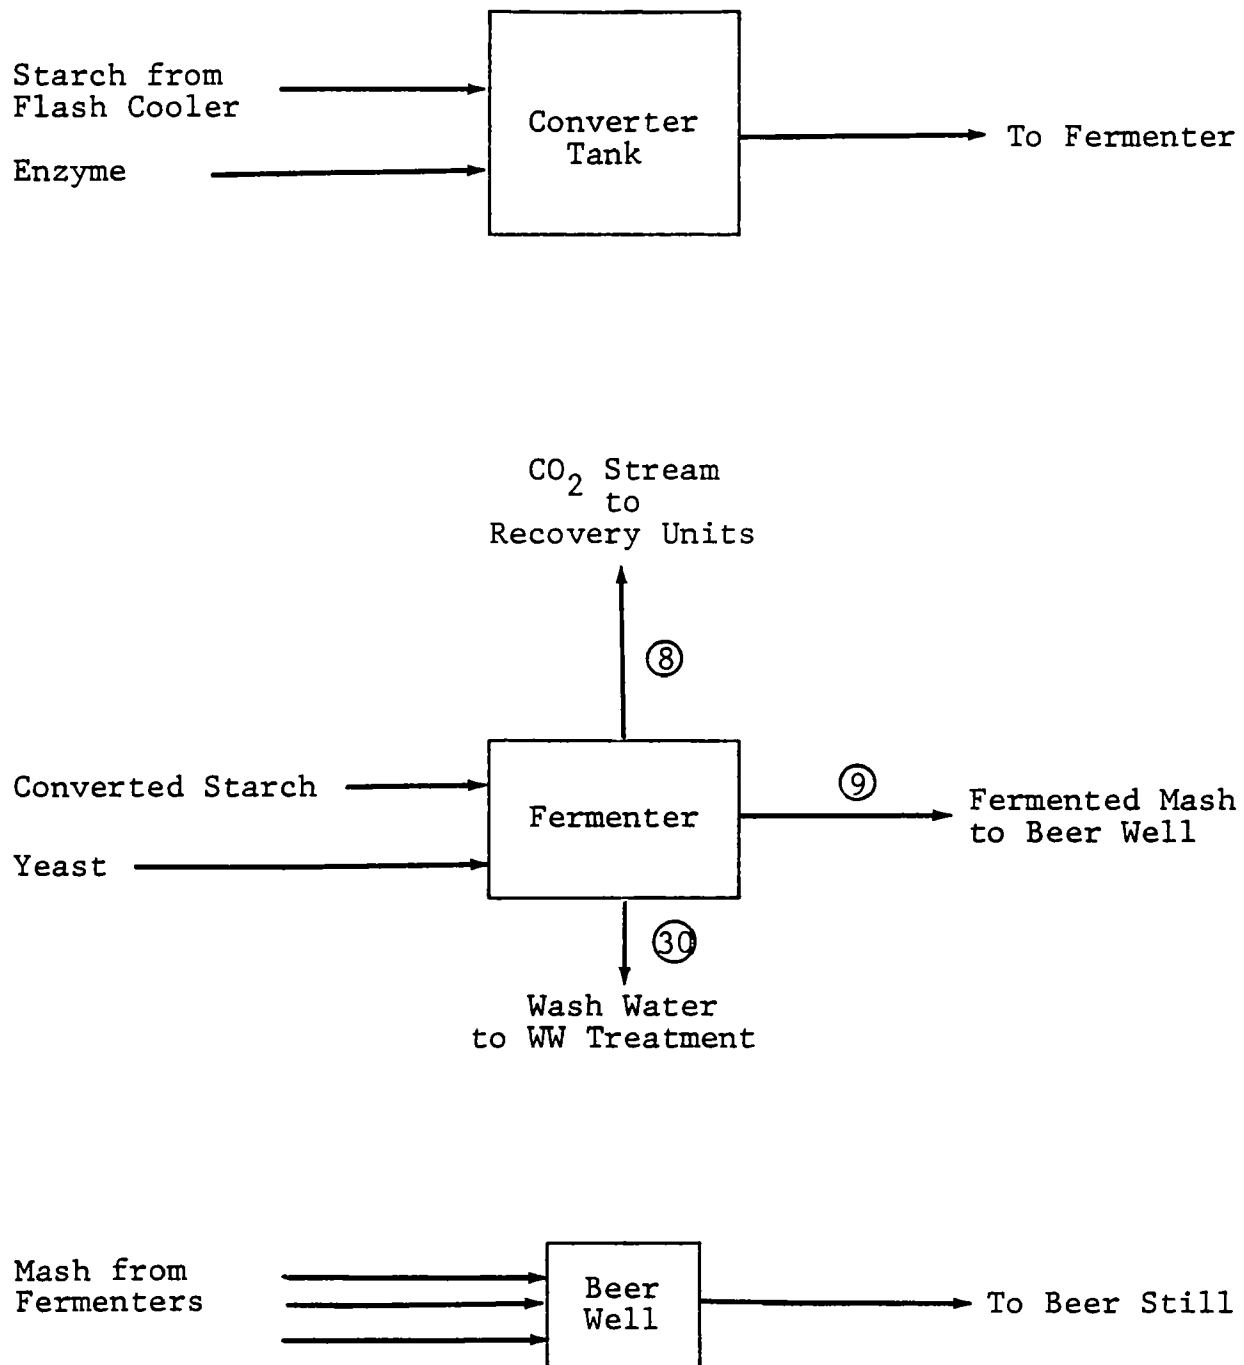 Starch from
Flash Cooler
Enzyme
Converter
Tank
To Fermenter
CO2 Stream
to
Recovery Units
8
Converted Starch
Yeast
Fermenter
9
Fermented Mash
to Beer Well
30
Wash Water
to WW Treatment
Mash from
Fermenters
Beer
Well
To Beer Still